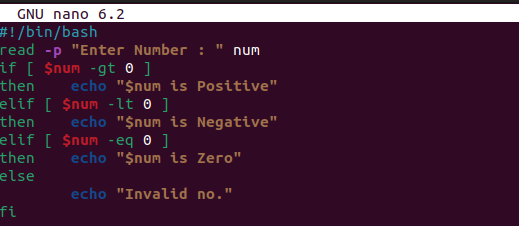 GNU nano 6.2
#!/bin/bash
read -p "Enter Number : " num
if [ $num -gt 0 ]
then    echo "$num is Positive"
elif [ $num -lt 0 ]
then    echo "$num is Negative"
elif [ $num -eq 0 ]
then    echo "$num is Zero"
else
        echo "Invalid no."
fi